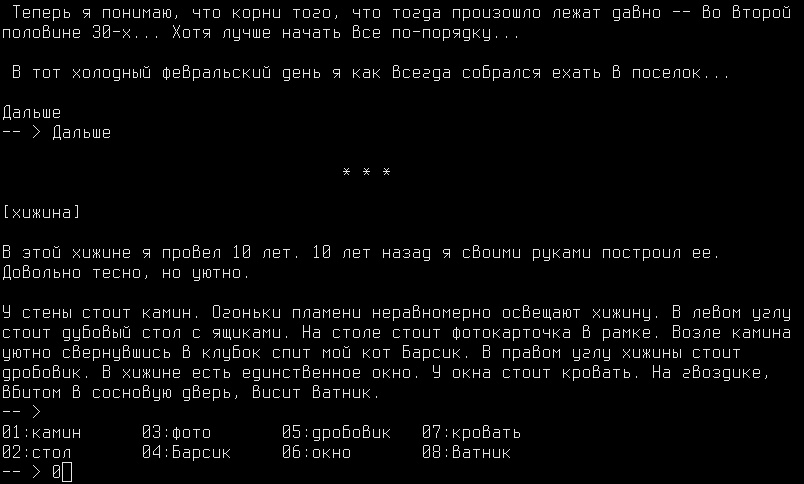 Теперь я понимаю, что корни того, что тогда произошло лежат давно -- во второй
половине 30-х... Хотя лучше начать все по-порядку...
В тот холодный февральский день я как всегда собрался ехать в поселок...
Дальше
-- > Дальше
* * *
[хижина]
В этой хижине я провел 10 лет. 10 лет назад я своими руками построил ее.
Довольно тесно, но уютно.
У стены стоит камин. Огоньки пламени неравномерно освещают хижину. В левом углу
стоит дубовый стол с ящиками. На столе стоит фотокарточка в рамке. Возле камина
уютно свернувшись в клубок спит мой кот Барсик. В правом углу хижины стоит
дробовик. В хижине есть единственное окно. У окна стоит кровать. На гвоздике,
вбитом в сосновую дверь, висит ватник.
-- >
01:камин 03:фото 05:дробовик 07:кровать
02:стол 04:Барсик 06:окно 08:ватник
-- > 0